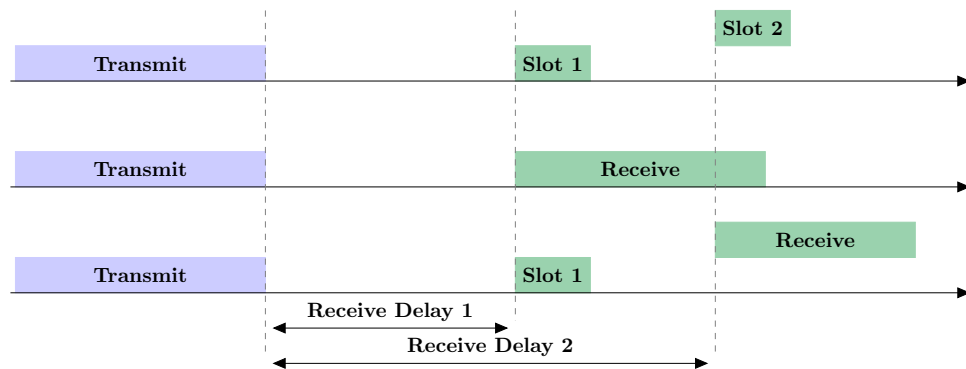 Slot 2
Transmit
Slot 1
Transmit
Receive
Receive
Transmit
Slot 1
Receive Delay 1
Receive Delay 2